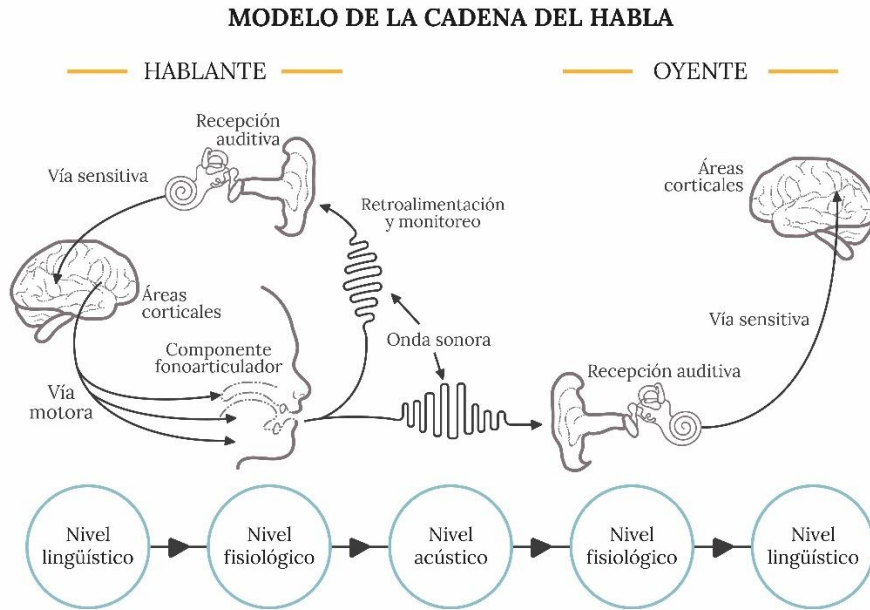 MODELO DE LA CADENA DEL HABLA
HABLANTE
OYENTE
Recepción
auditiva
Vía sensitiva
Retroalimentación
y monitoreo
Áreas
corticales
Áreas
corticales
Componente
fonoarticulador
Onda sonora
Vía sensitiva
Vía
motora
Recepción auditiva
Nivel
lingüístico
Nivel
fisiológico
Nivel
acústico
Nivel
fisiológico
Nivel
lingüístico